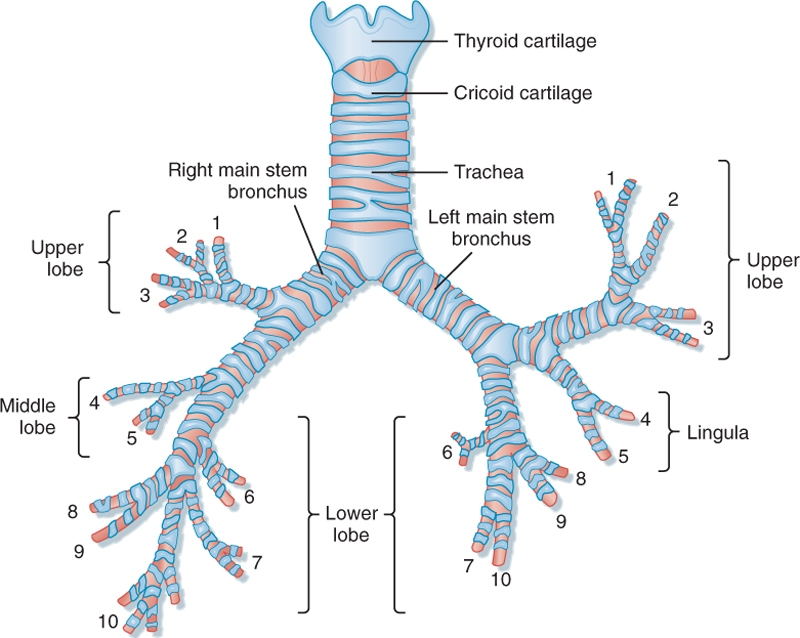 Thyroid cartilage
Cricoid cartilage
Trachea
Right main stem
bronchus
Left main stem
bronchus
Upper
lobe
1
2
3
Middle
lobe
4
5
6
7
8
9
10
Lower
lobe
1
2
3
Upper
lobe
4
5
Lingula
6
7
8
9
10